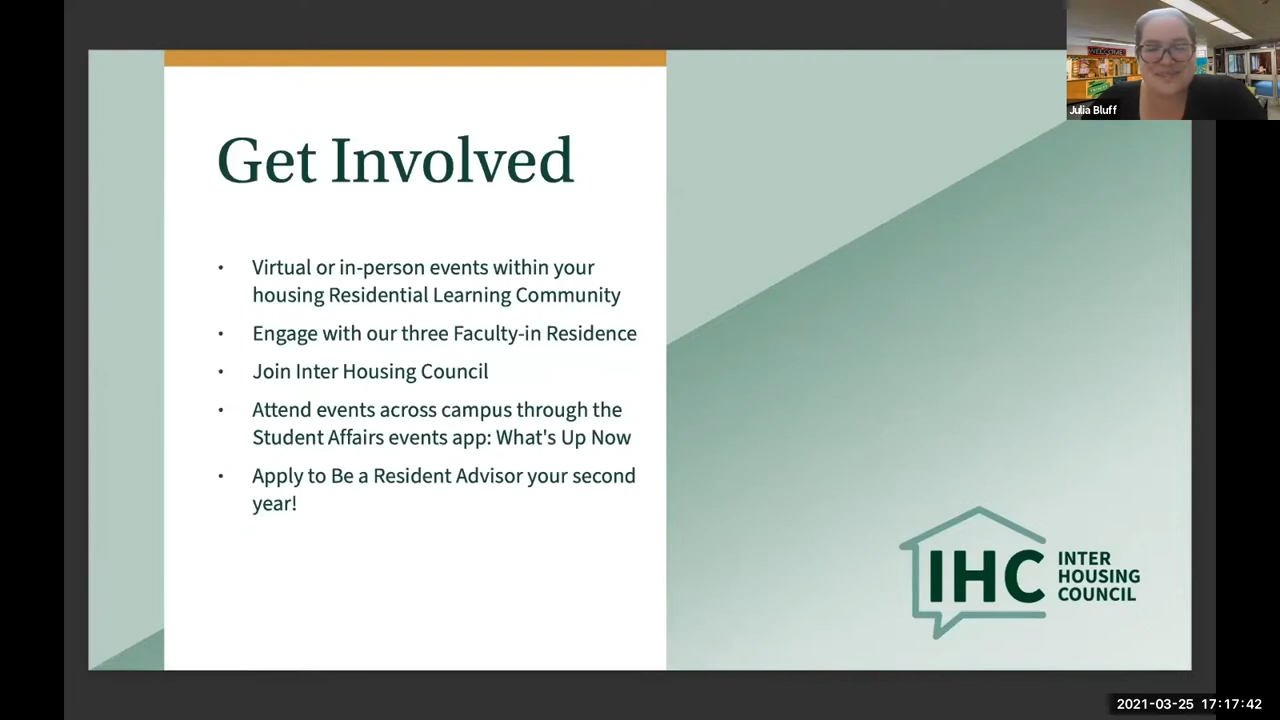 WELCOME
Julia Bluff
Get Involved
• Virtual or in-person events within your
housing Residential Learning Community
• Engage with our three Faculty-in Residence
• Join Inter Housing Council
• Attend events across campus through the
Student Affairs events app: What's Up Now
• Apply to Be a Resident Advisor your second
year!
IHC
INTER
HOUSING
COUNCIL
2021-03-25 17:17:42